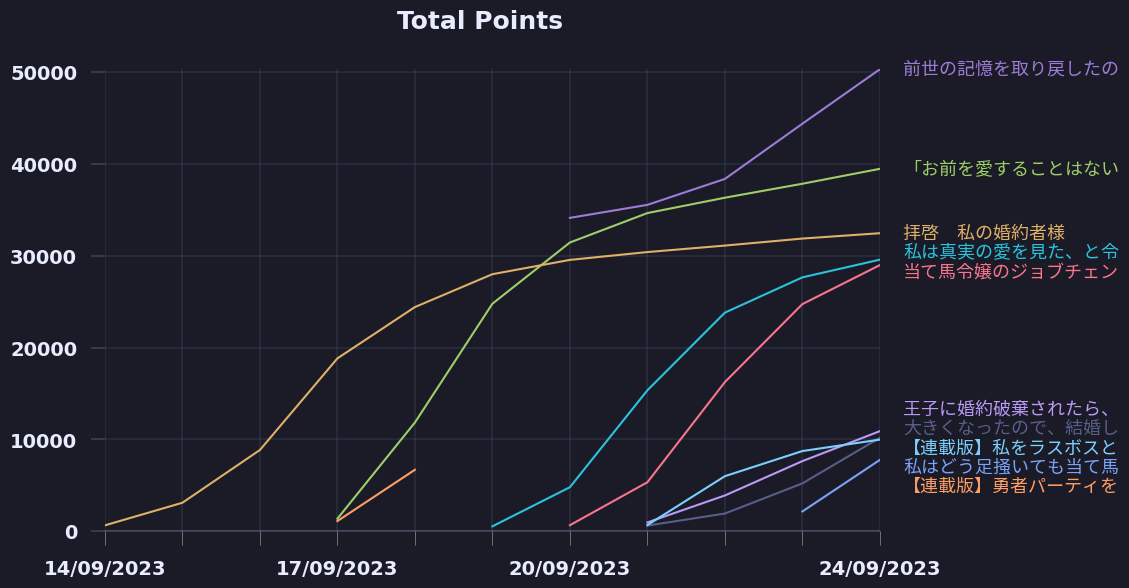 Total Points
50000
40000
30000
20000
10000
0
14/09/2023
17/09/2023
20/09/2023
24/09/2023
前世の記憶を取り戻したの
「お前を愛することはない
拝啓　私の婚約者様
私は真実の愛を見た、と令
当て馬令嬢のジョブチェン
王子に婚約破棄されたら、
大きくなったので、結婚し
【連載版】私をラスボスと
私はどう足掻いても当て馬
【連載版】勇者パーティを